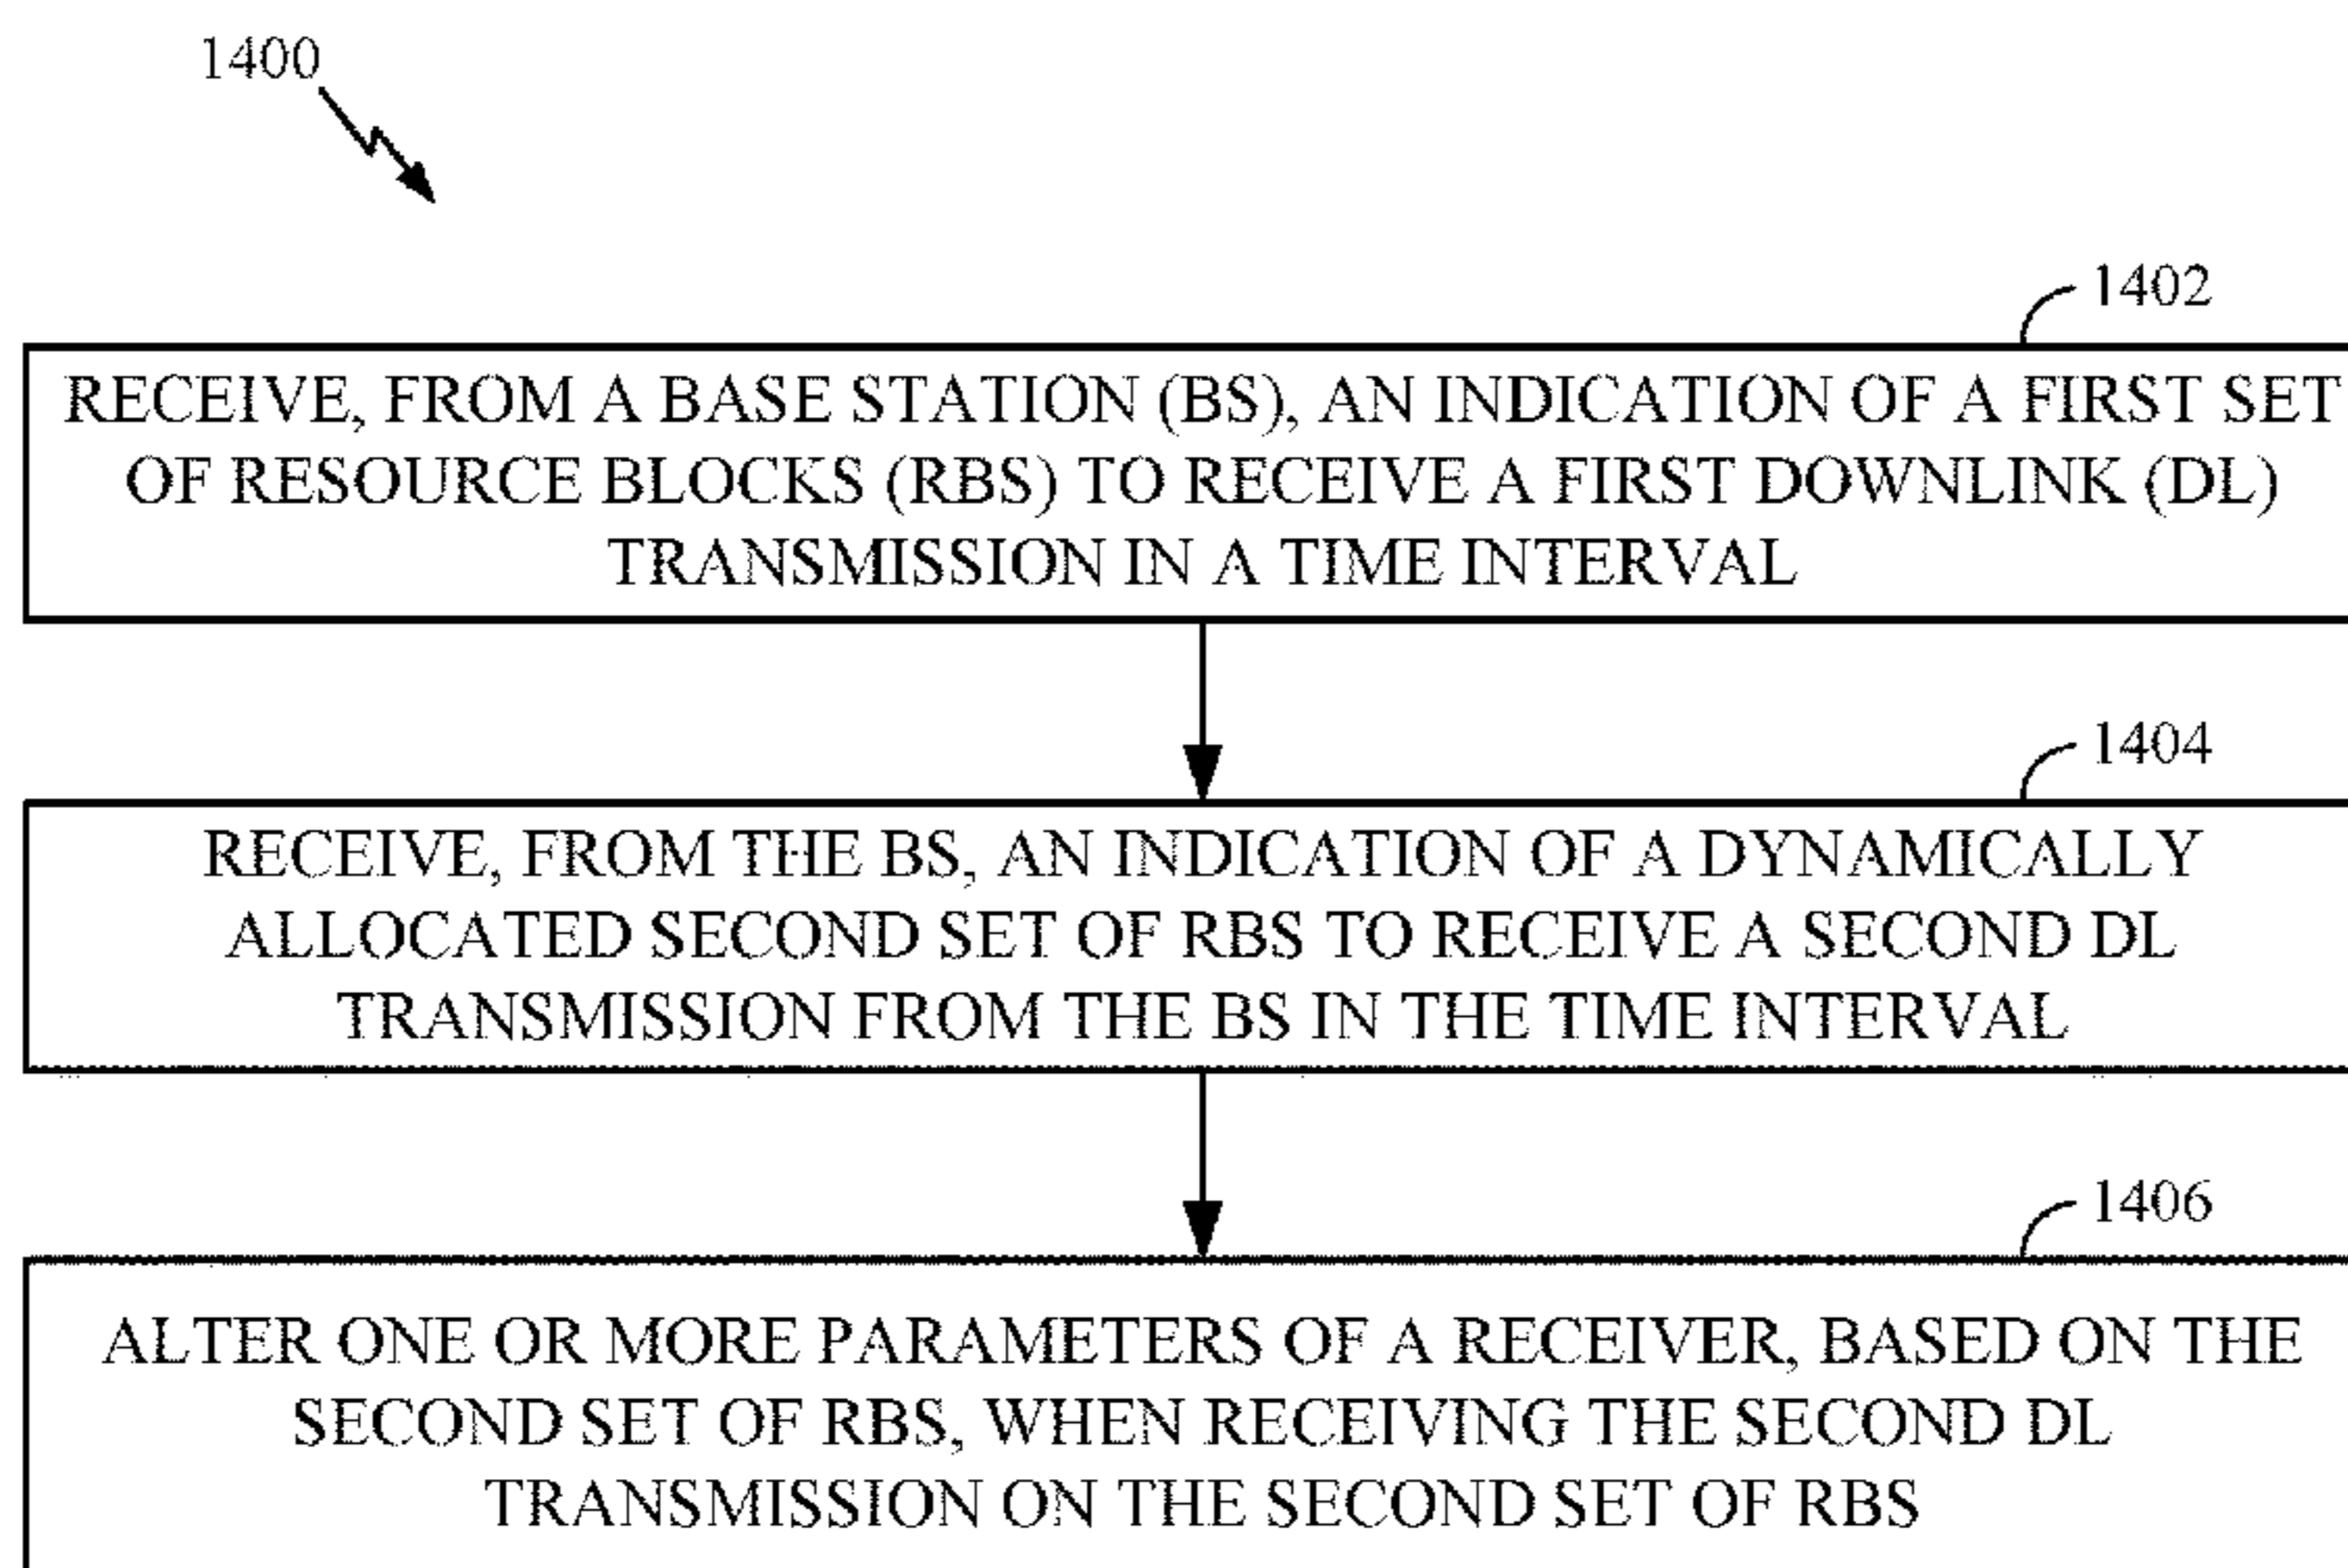 1400
1402
RECEIVE, FROM A BASE STATION (BS), AN INDICATION OF A FIRST SET
OF RESOURCE BLOCKS (RBS) TO RECEIVE A FIRST DOWNLINK (DL)
TRANSMISSION IN A TIME INTERVAL
1404
RECEIVE, FROM THE BS, AN INDICATION OF A DYNAMICALLY
ALLOCATED SECOND SET OF RBS TO RECEIVE A SECOND DL
TRANSMISSION FROM THE BS IN THE TIME INTERVAL
1406
ALTER ONE OR MORE PARAMETERS OF A RECEIVER, BASED ON THE
SECOND SET OF RBS, WHEN RECEIVING THE SECOND DL
TRANSMISSION ON THE SECOND SET OF RBS